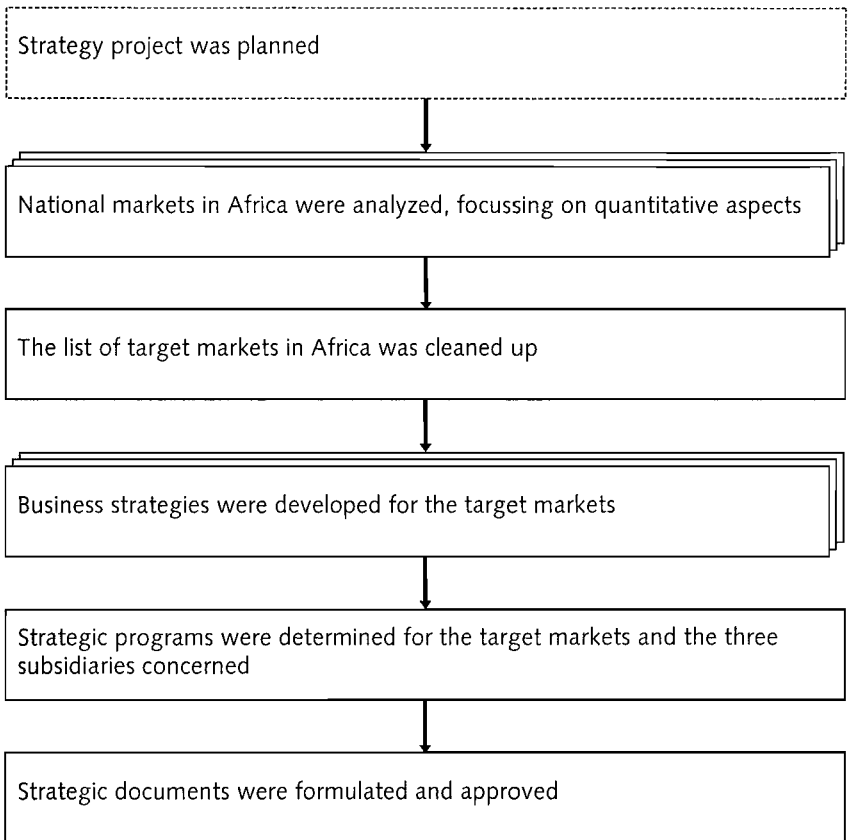 Strategy project was planned
National markets in Africa were analyzed, focussing on quantitative aspects
The list of target markets in Africa was cleaned up
Business strategies were developed for the target markets
Strategic programs were determined for the target markets and the three
subsidiaries concerned
Strategic documents were formulated and approved